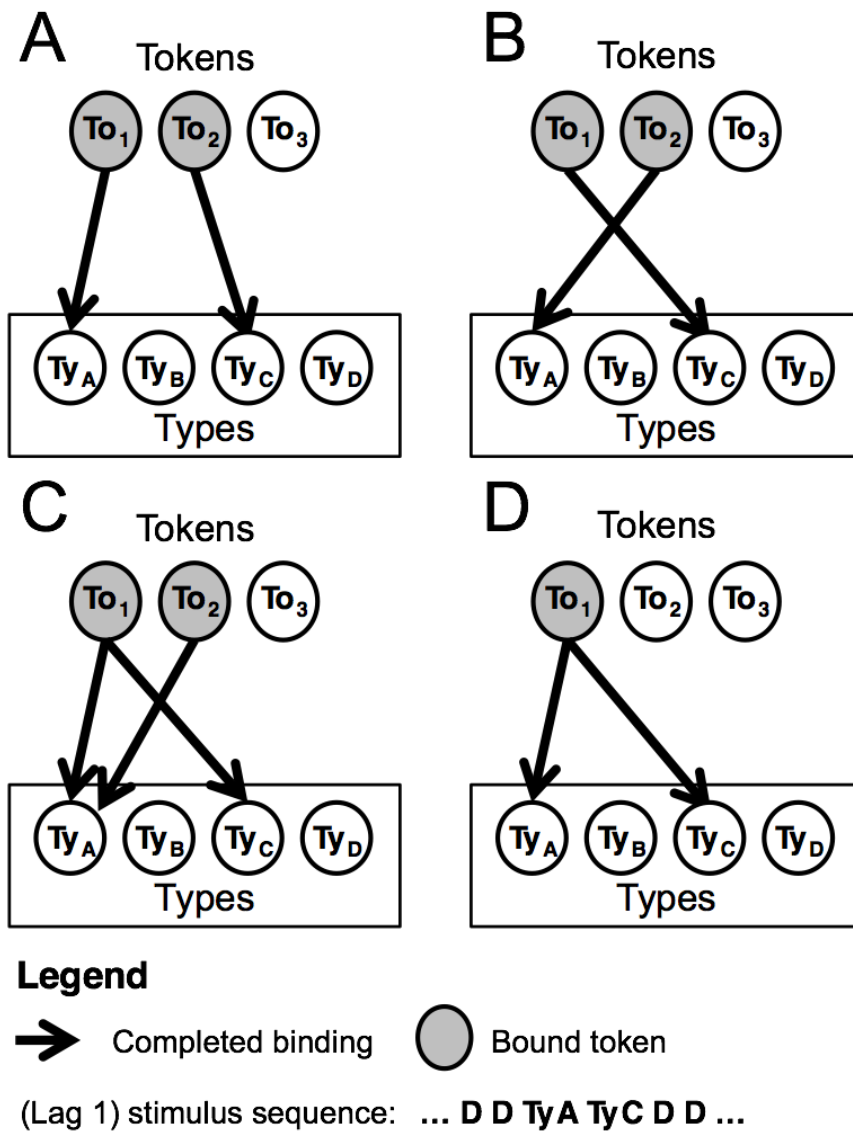 A
Tokens
To1 To2 To3
TyA TyB TyC TyD
Types
B
Tokens
To1 To2 To3
TyA TyB TyC TyD
Types
C
Tokens
To1 To2 To3
TyA TyB TyC TyD
Types
D
Tokens
To1 To2 To3
TyA TyB TyC TyD
Types
Legend
Completed binding Bound token
(Lag 1) stimulus sequence: ... D D TyA TyC D D ...